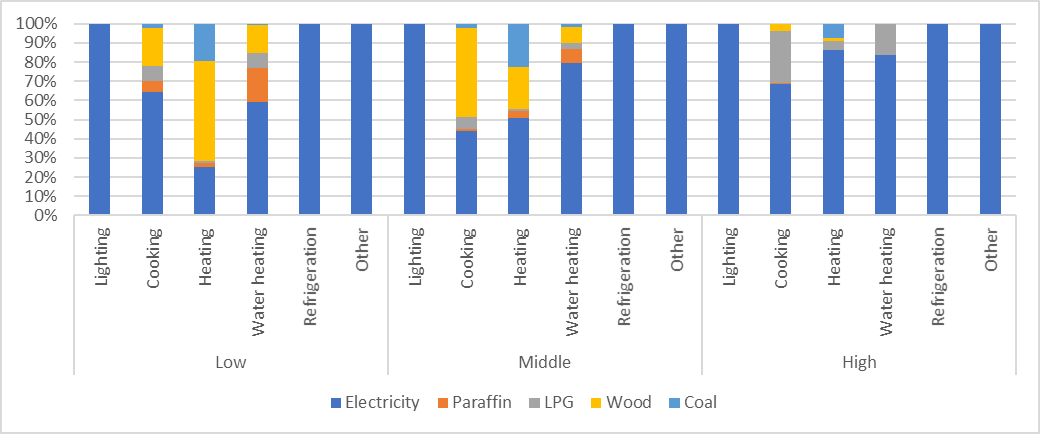 100%
90%
80%
70%
60%
50%
40%
30%
20%
10%
0%
Lighting
Cooking
Heating
Water heating
Refrigeration
Other
Lighting
Cooking
Heating
Water heating
Refrigeration
Other
Lighting
Cooking
Heating
Water heating
Refrigeration
Other
Low Middle High
Electricity Paraffin LPG Wood Coal